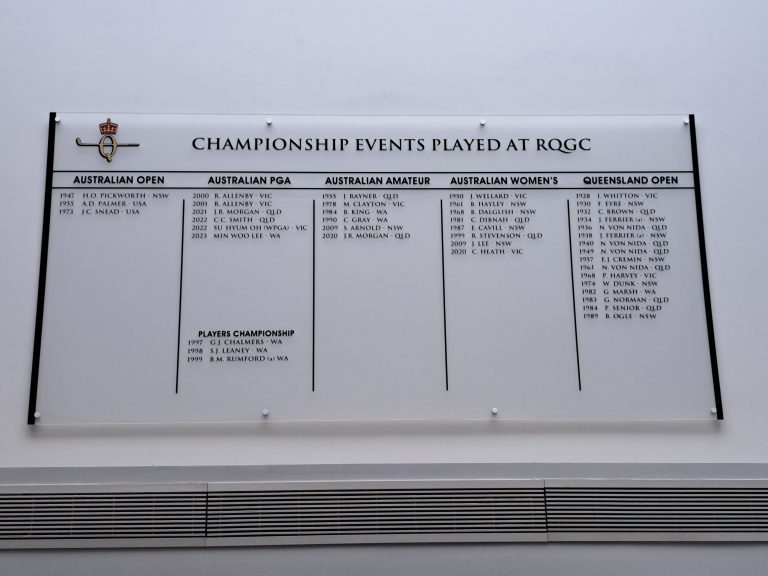 Q
CHAMPIONSHIP EVENTS PLAYED AT RQGC
AUSTRALIAN OPEN
1947 H.O. PICKWORTH · NSW
1955 A.D. PALMER · USA
1973 J.C. SNEAD · USA
AUSTRALIAN PGA
2000 R. ALLENBY · VIC
2001 R. ALLENBY · VIC
2021 J.R. MORGAN · QLD
2022 C.C. SMITH · QLD
2022 SU HYUM OH (WPGA) · VIC
2023 MIN WOO LEE · WA
PLAYERS CHAMPIONSHIP
1997 G.J. CHALMERS · WA
1998 S.J. LEANEY · WA
1999 B.M. RUMFORD (a) WA
AUSTRALIAN AMATEUR
1955 J. RAYNER · QLD
1978 M. CLAYTON · VIC
1984 B. KING · WA
1990 C. GRAY · WA
2009 S. ARNOLD · NSW
2020 J.R. MORGAN · QLD
AUSTRALIAN WOMEN'S
1950 J. WELLARD · VIC
1961 B. HAYLEY · NSW
1968 B. DALGLISH · NSW
1981 C. DIBNAH · QLD
1987 E. CAVILL · NSW
1999 R. STEVENSON · QLD
2009 J. LEE · NSW
2020 C. HEATH · VIC
QUEENSLAND OPEN
1928 J. WHITTON · VIC
1930 F. EYRE · NSW
1932 C. BROWN · QLD
1934 J. FERRIER (a) · NSW
1936 N. VON NIDA · QLD
1938 J. FERRIER (a) · NSW
1940 N. VON NIDA · QLD
1949 N. VON NIDA · QLD
1957 E.J. CREMIN · NSW
1961 N. VON NIDA · QLD
1968 P. HARVEY · VIC
1974 W. DUNK · NSW
1982 G. MARSH · WA
1983 G. NORMAN · QLD
1984 P. SENIOR · QLD
1989 B. OGLE · NSW